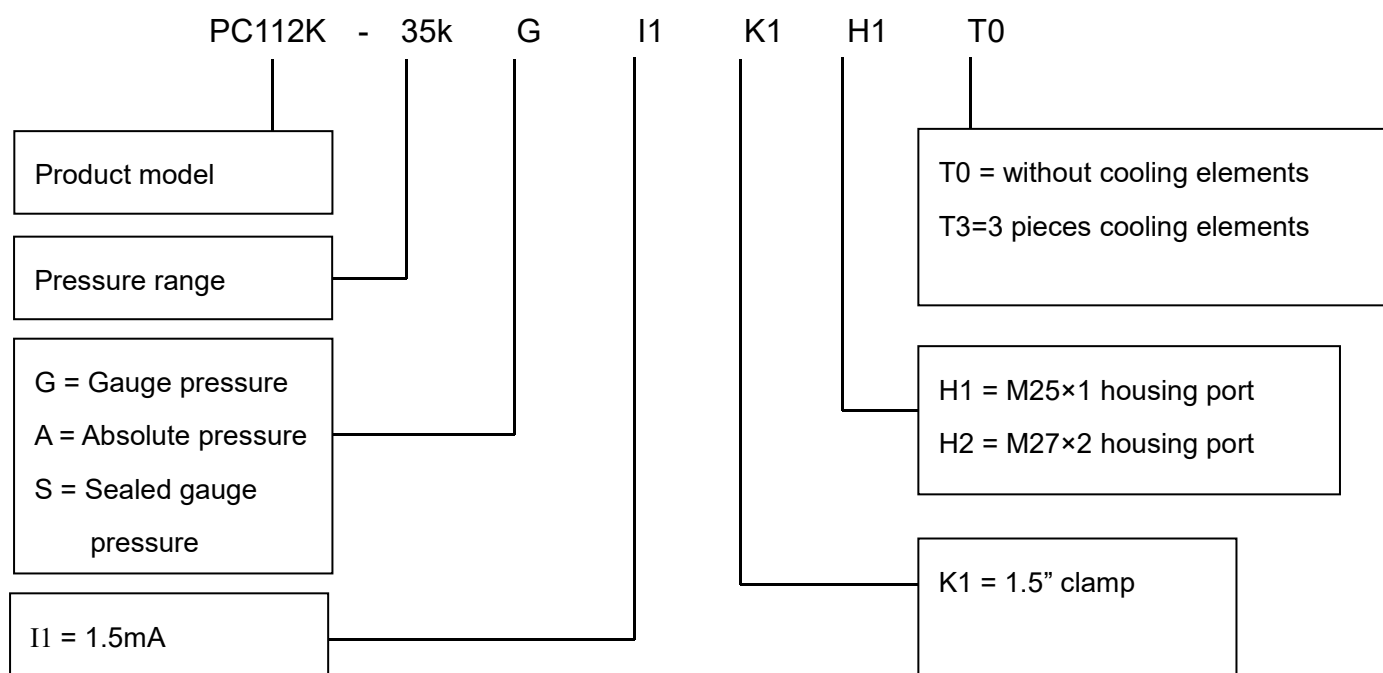 PC112K - 35k G I1 K1 H1 T0
Product model
Pressure range
G = Gauge pressure
A = Absolute pressure
S = Sealed gauge
pressure
I1 = 1.5mA
T0 = without cooling elements
T3=3 pieces cooling elements
H1 = M25×1 housing port
H2 = M27×2 housing port
K1 = 1.5” clamp